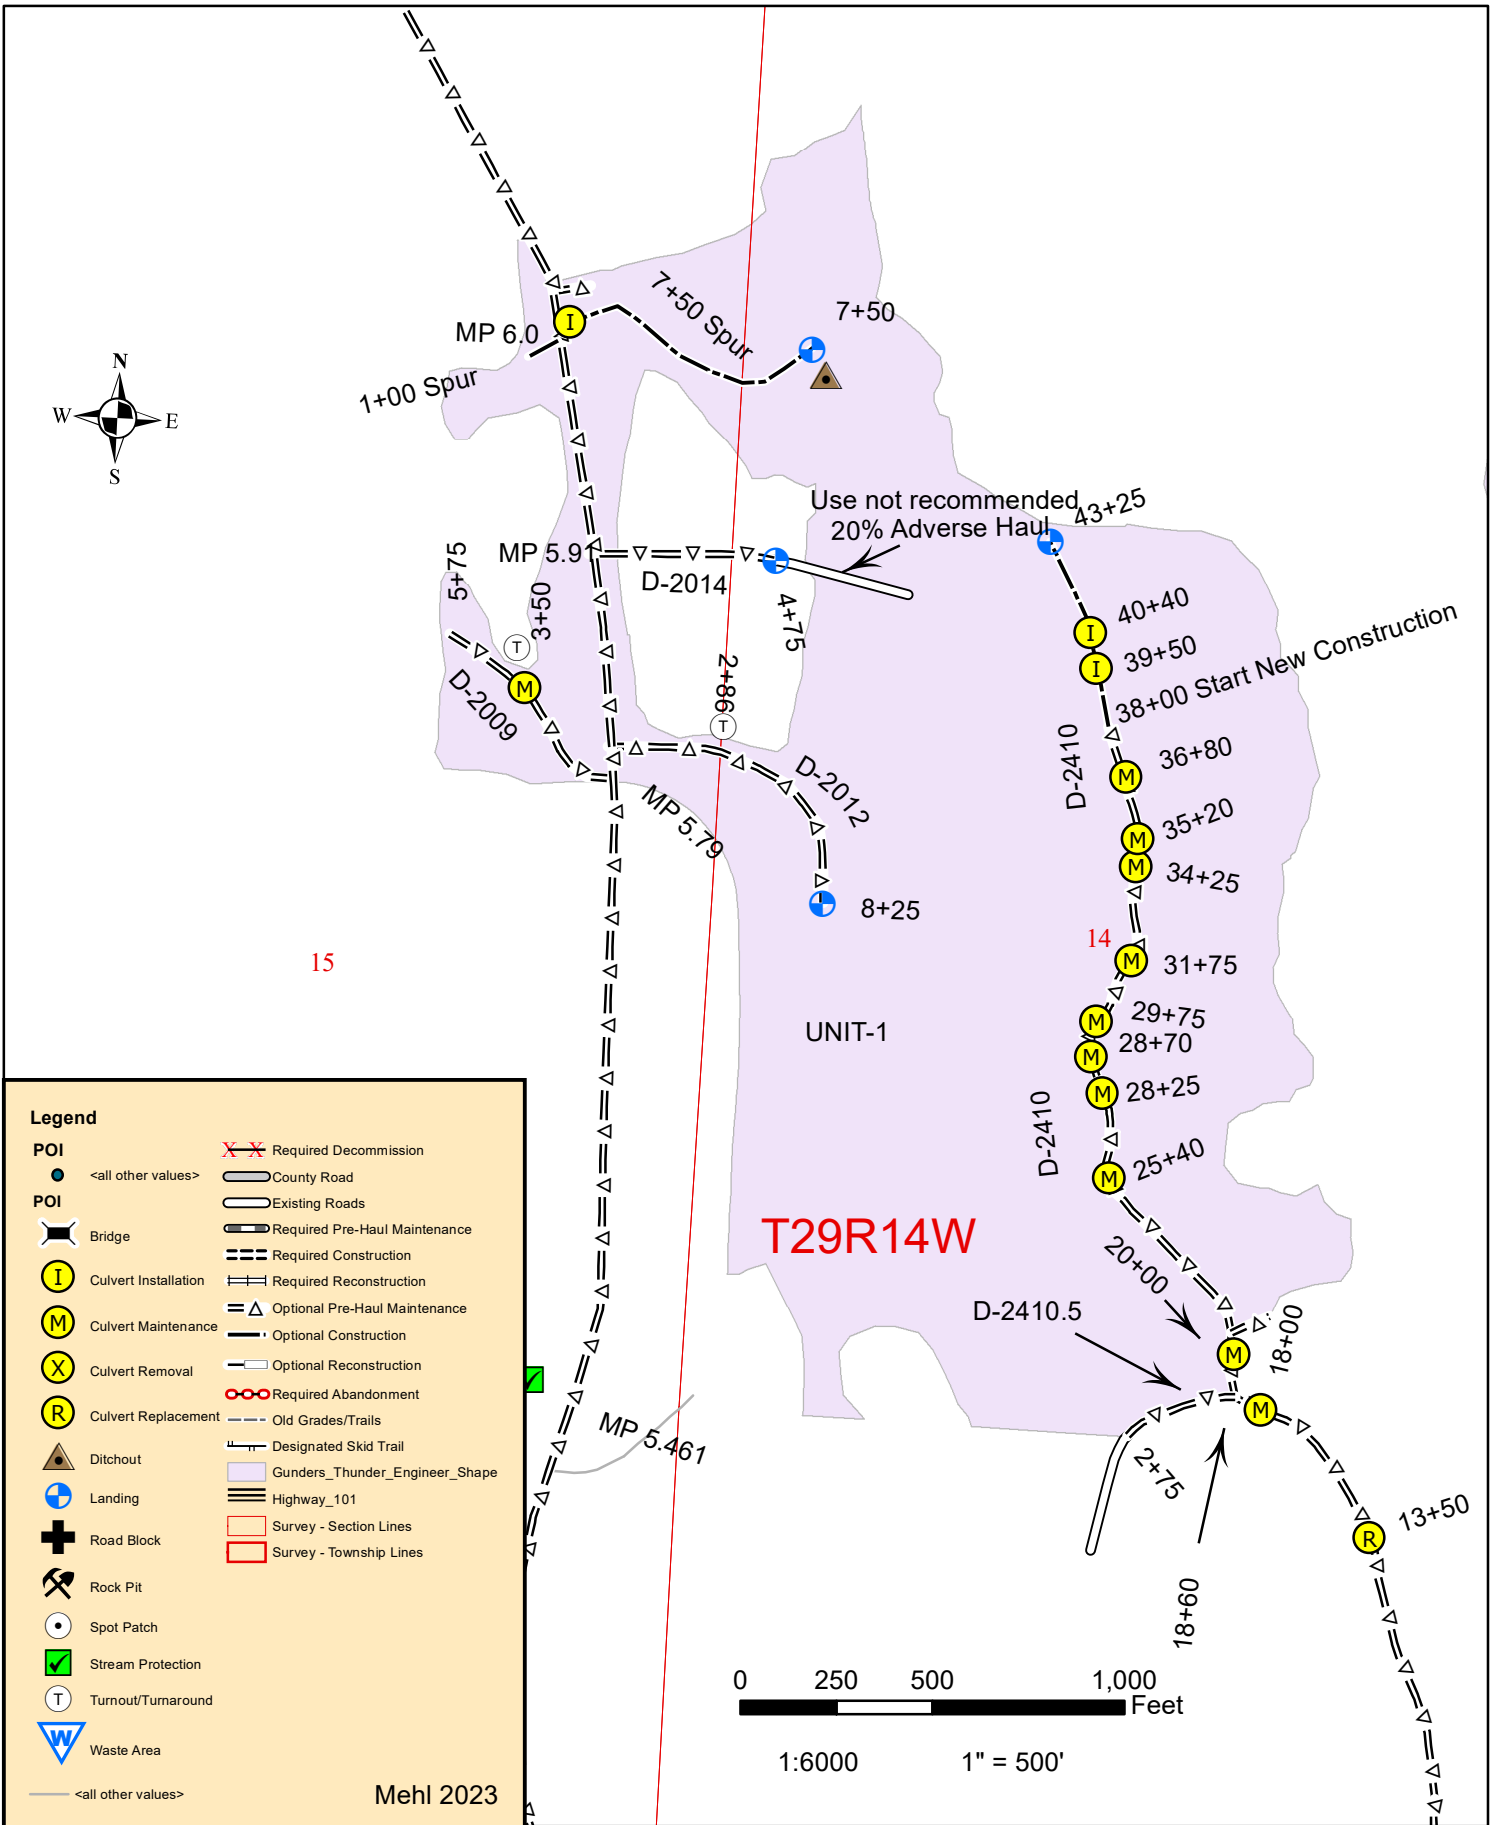 7+50 Spur
7+50
MP 6.0
1+00 Spur
N
W
E
S
Use not recommended
20% Adverse Haul
43+25
MP 5.91
D-2014
4+75
5+75
3+50
T
I
I
I
40+40
39+50
38+00 Start New Construction
M
D-2009
2+86
T
D-2012
MP 5.79
D-2410
M
36+80
M
35+20
M
34+25
8+25
15
14
M
31+75
UNIT-1
M
29+75
M
28+70
M
28+25
D-2410
M
25+40
T29R14W
20+00
D-2410.5
18+00
M
M
MP 5.461
2+75
R
13+50
18+60
0 250 500 1,000
Feet
1:6000 1" = 500'
Legend
POI
<all other values>
POI
Bridge
I Culvert Installation
M Culvert Maintenance
X Culvert Removal
R Culvert Replacement
Ditchout
Landing
Road Block
Rock Pit
Spot Patch
Stream Protection
T Turnout/Turnaround
W Waste Area
<all other values>
X X Required Decommission
County Road
Existing Roads
Required Pre-Haul Maintenance
Required Construction
Required Reconstruction
Optional Pre-Haul Maintenance
Optional Construction
Optional Reconstruction
Required Abandonment
Old Grades/Trails
Designated Skid Trail
Gunders_Thunder_Engineer_Shape
Highway_101
Survey - Section Lines
Survey - Township Lines
Mehl 2023